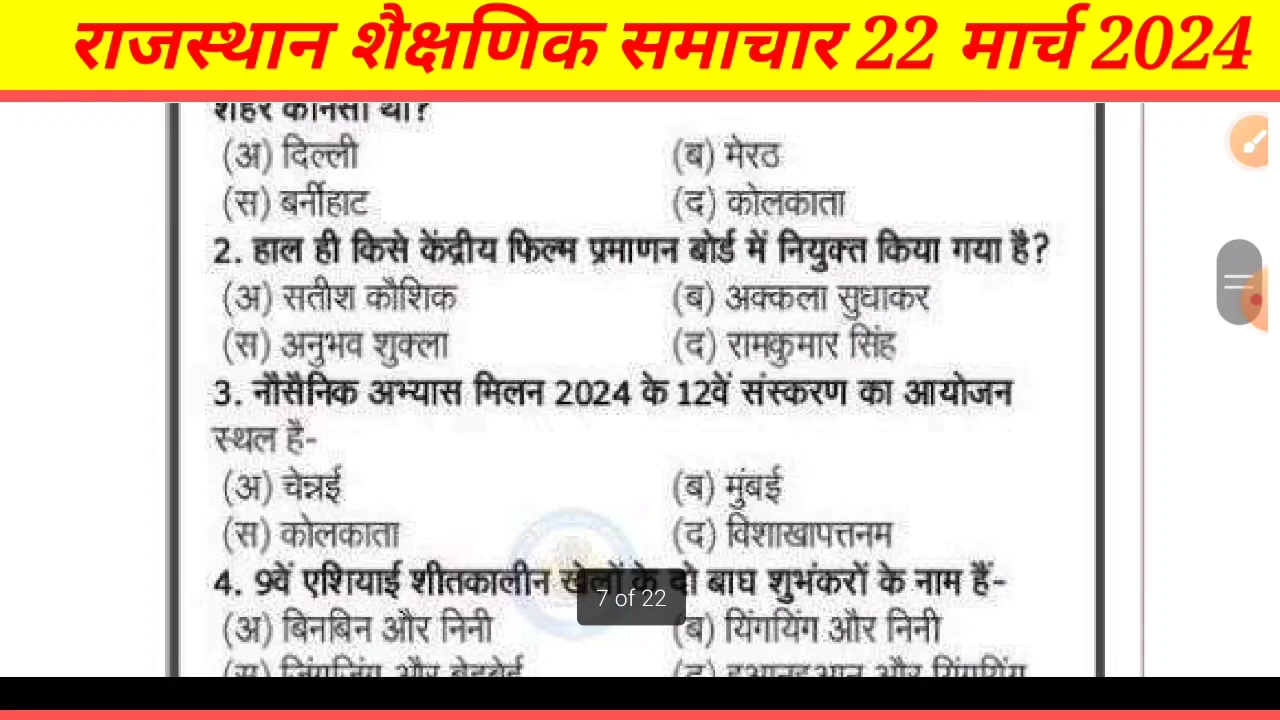 राजस्थान शैक्षणिक समाचार 22 मार्च 2024
शहर कौनसा था?
(अ) दिल्ली (ब) मेरठ
(स) बर्नीहाट (द) कोलकाता
2. हाल ही किसे केंद्रीय फिल्म प्रमाणन बोर्ड में नियुक्त किया गया है?
(अ) सतीश कौशिक (ब) अक्कला सुधाकर
(स) अनुभव शुक्ला (द) रामकुमार सिंह
3. नौसैनिक अभ्यास मिलन 2024 के 12वें संस्करण का आयोजन
स्थल है-
(अ) चेन्नई (ब) मुंबई
(स) कोलकाता (द) विशाखापत्तनम
4. 9वें एशियाई शीतकालीन खेलों के दो बाघ शुभंकरों के नाम हैं-
7 of 22
(अ) बिनबिन और निनी (ब) यिंगयिंग और निनी